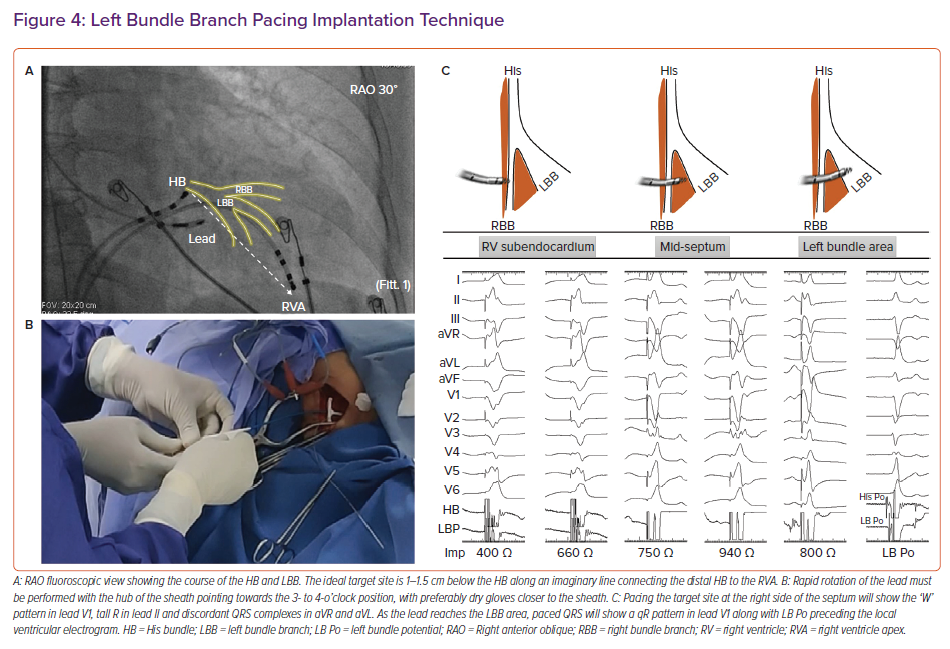 Figure 4: Left Bundle Branch Pacing Implantation Technique
A
RAO 30°
HB
RBB
LBB
Lead
(Fitt. 1)
RVA
FOV: 20x20 cm
B
C
His His His
LBB LBB LBB
RBB RBB RBB
RV subendocardium Mid-septum Left bundle area
I
II
III
aVR
aVL
aVF
V1
V2
V3
V4
V5
V6
His Po
HB
LB Po
LBP
Imp 400 Ω 660 Ω 750 Ω 940 Ω 800 Ω LB Po
A: RAO fluoroscopic view showing the course of the HB and LBB. The ideal target site is 1–1.5 cm below the HB along an imaginary line connecting the distal HB to the RVA. B: Rapid rotation of the lead must
be performed with the hub of the sheath pointing towards the 3- to 4-o'clock position, with preferably dry gloves closer to the sheath. C: Pacing the target site at the right side of the septum will show the 'W'
pattern in lead V1, tall R in lead II and discordant QRS complexes in aVR and aVL. As the lead reaches the LBB area, paced QRS will show a qR pattern in lead V1 along with LB Po preceding the local
ventricular electrogram. HB = His bundle; LBB = left bundle branch; LB Po = left bundle potential; RAO = Right anterior oblique; RBB = right bundle branch; RV = right ventricle; RVA = right ventricle apex.